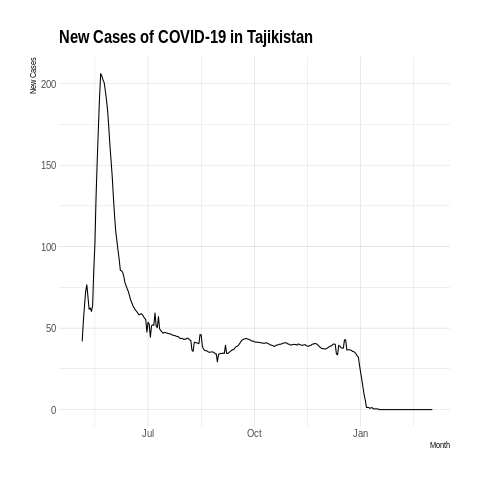 New Cases of COVID-19 in Tajikistan
New Cases
200
150
100
50
0
Jul
Oct
Jan
Month